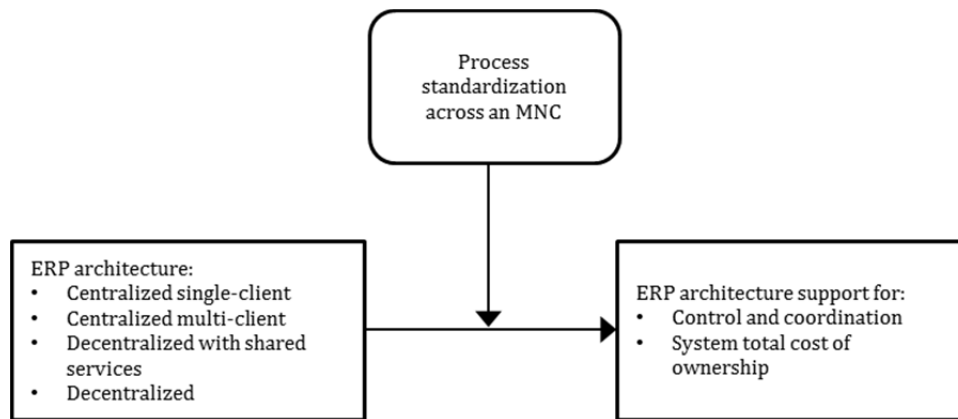 Process
standardization
across an MNC
ERP architecture:
• Centralized single-client
• Centralized multi-client
• Decentralized with shared
services
• Decentralized
ERP architecture support for:
• Control and coordination
• System total cost of
ownership